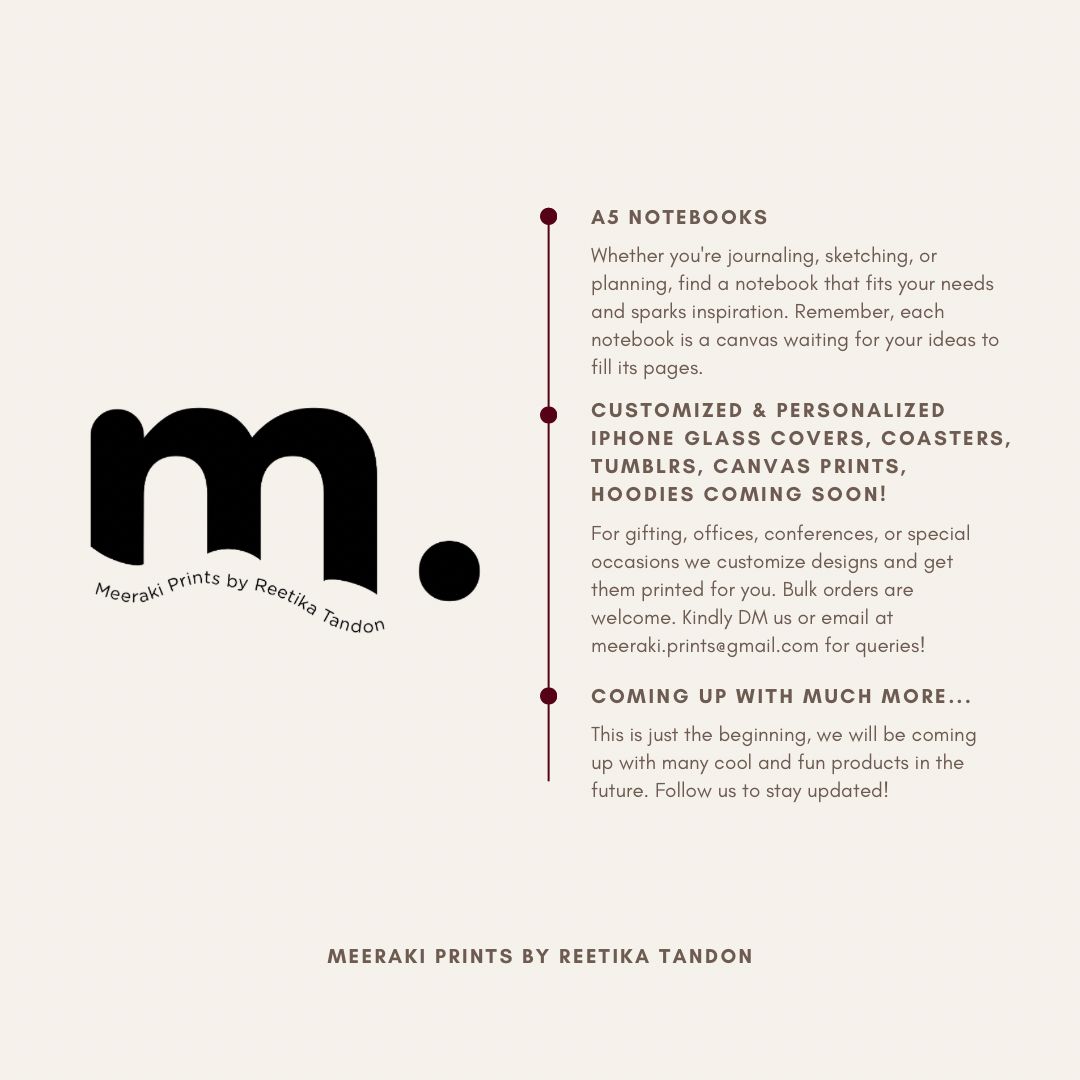 m.
Meeraki Prints by Reetika Tandon
A5 NOTEBOOKS
Whether you're journaling, sketching, or
planning, find a notebook that fits your needs
and sparks inspiration. Remember, each
notebook is a canvas waiting for your ideas to
fill its pages.
CUSTOMIZED & PERSONALIZED
IPHONE GLASS COVERS, COASTERS,
TUMBLRS, CANVAS PRINTS,
HOODIES COMING SOON!
For gifting, offices, conferences, or special
occasions we customize designs and get
them printed for you. Bulk orders are
welcome. Kindly DM us or email at
meeraki.prints@gmail.com for queries!
COMING UP WITH MUCH MORE...
This is just the beginning, we will be coming
up with many cool and fun products in the
future. Follow us to stay updated!
MEERAKI PRINTS BY REETIKA TANDON